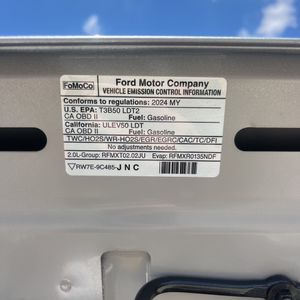 FoMoCo
Ford Motor Company
VEHICLE EMISSION CONTROL INFORMATION
Conforms to regulations: 2024 MY
U.S. EPA: T3B50 LDT2
CA OBD II Fuel: Gasoline
California: ULEV50 LDT
CA OBD II Fuel: Gasoline
TWC/HO2S/WR-HO2S/EGR/EGRC/CAC/TC/DFI
No adjustments needed.
2.0L-Group: RFMXT02.02JU Evap: RFMXR0135NDF
RW7E-9C485-JNC